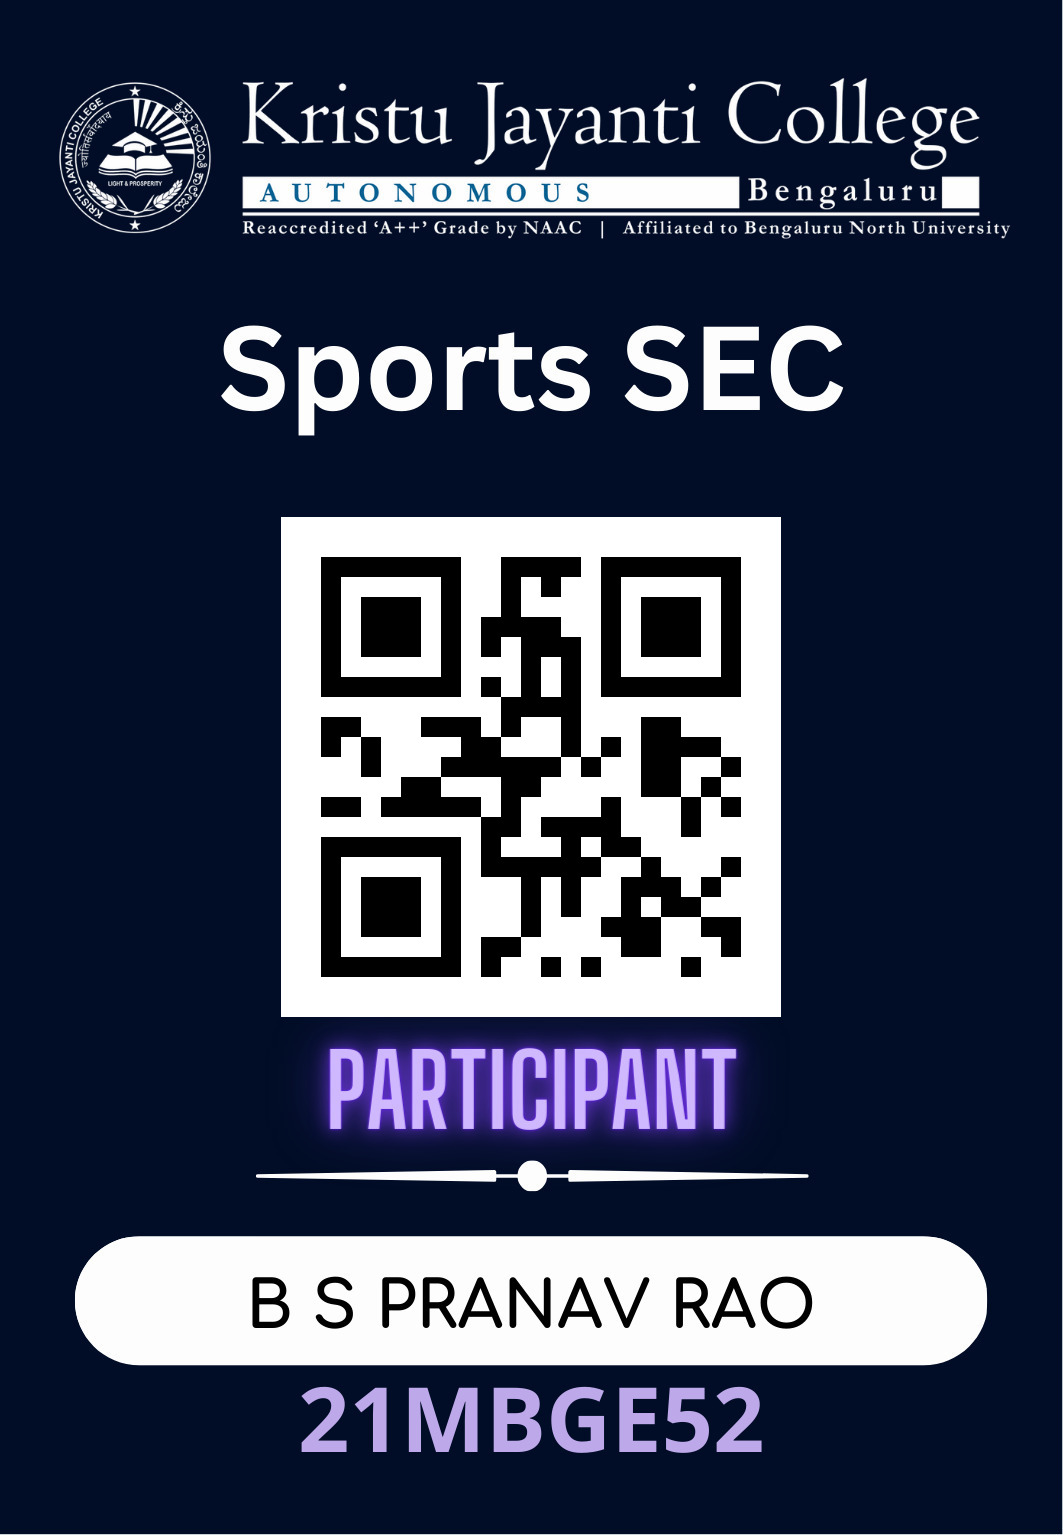 KRISTU JAYANTI COLLEGE
ज्योतिसंवादयाय
LIGHT & PROSPERITY
Kristu Jayanti College
AUTONOMOUS Bengaluru
Reaccredited ‘A++’ Grade by NAAC | Affiliated to Bengaluru North University
Sports SEC
PARTICIPANT
B S PRANAV RAO
21MBGE52